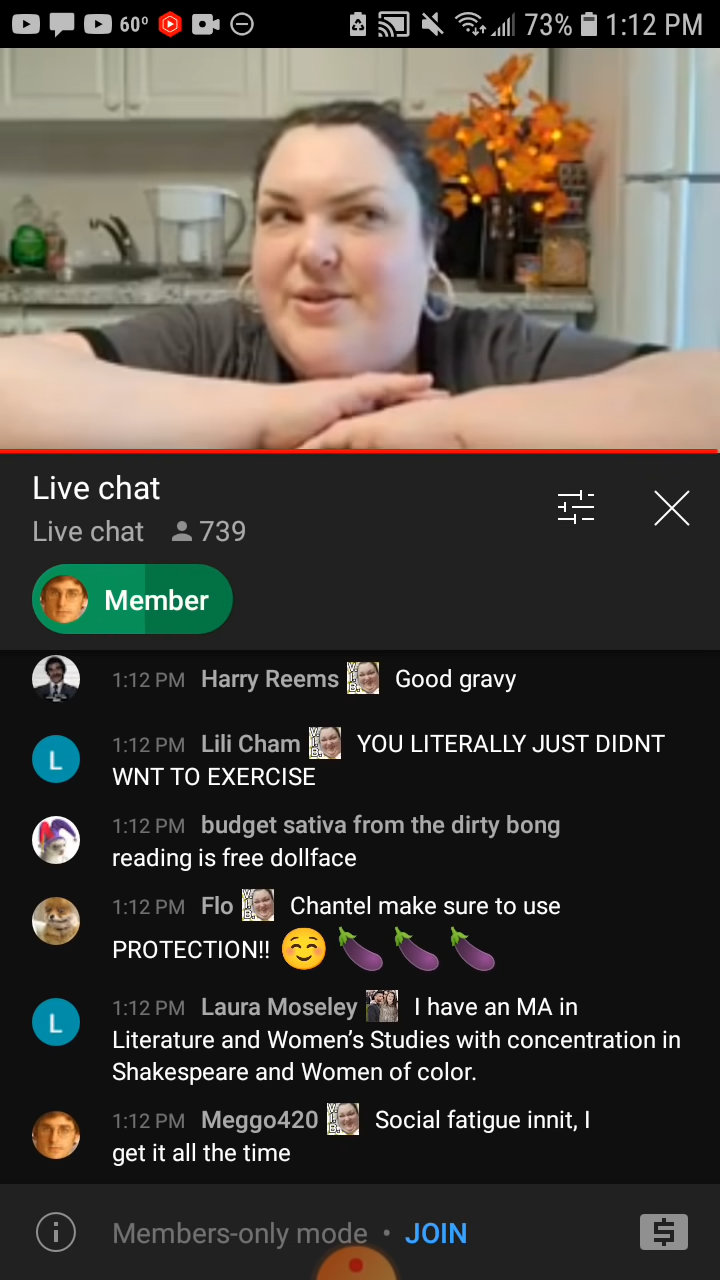 60°
73%
1:12 PM
Live chat
Live chat 739
Member
1:12 PM Harry Reems Good gravy
L
1:12 PM Lili Cham YOU LITERALLY JUST DIDNT
WNT TO EXERCISE
1:12 PM budget sativa from the dirty bong
reading is free dollface
1:12 PM Flo Chantel make sure to use
PROTECTION!! ☺️ 🍆 🍆 🍆
L
1:12 PM Laura Moseley I have an MA in
Literature and Women’s Studies with concentration in
Shakespeare and Women of color.
1:12 PM Meggo420 Social fatigue innit, I
get it all the time
Members-only mode • JOIN